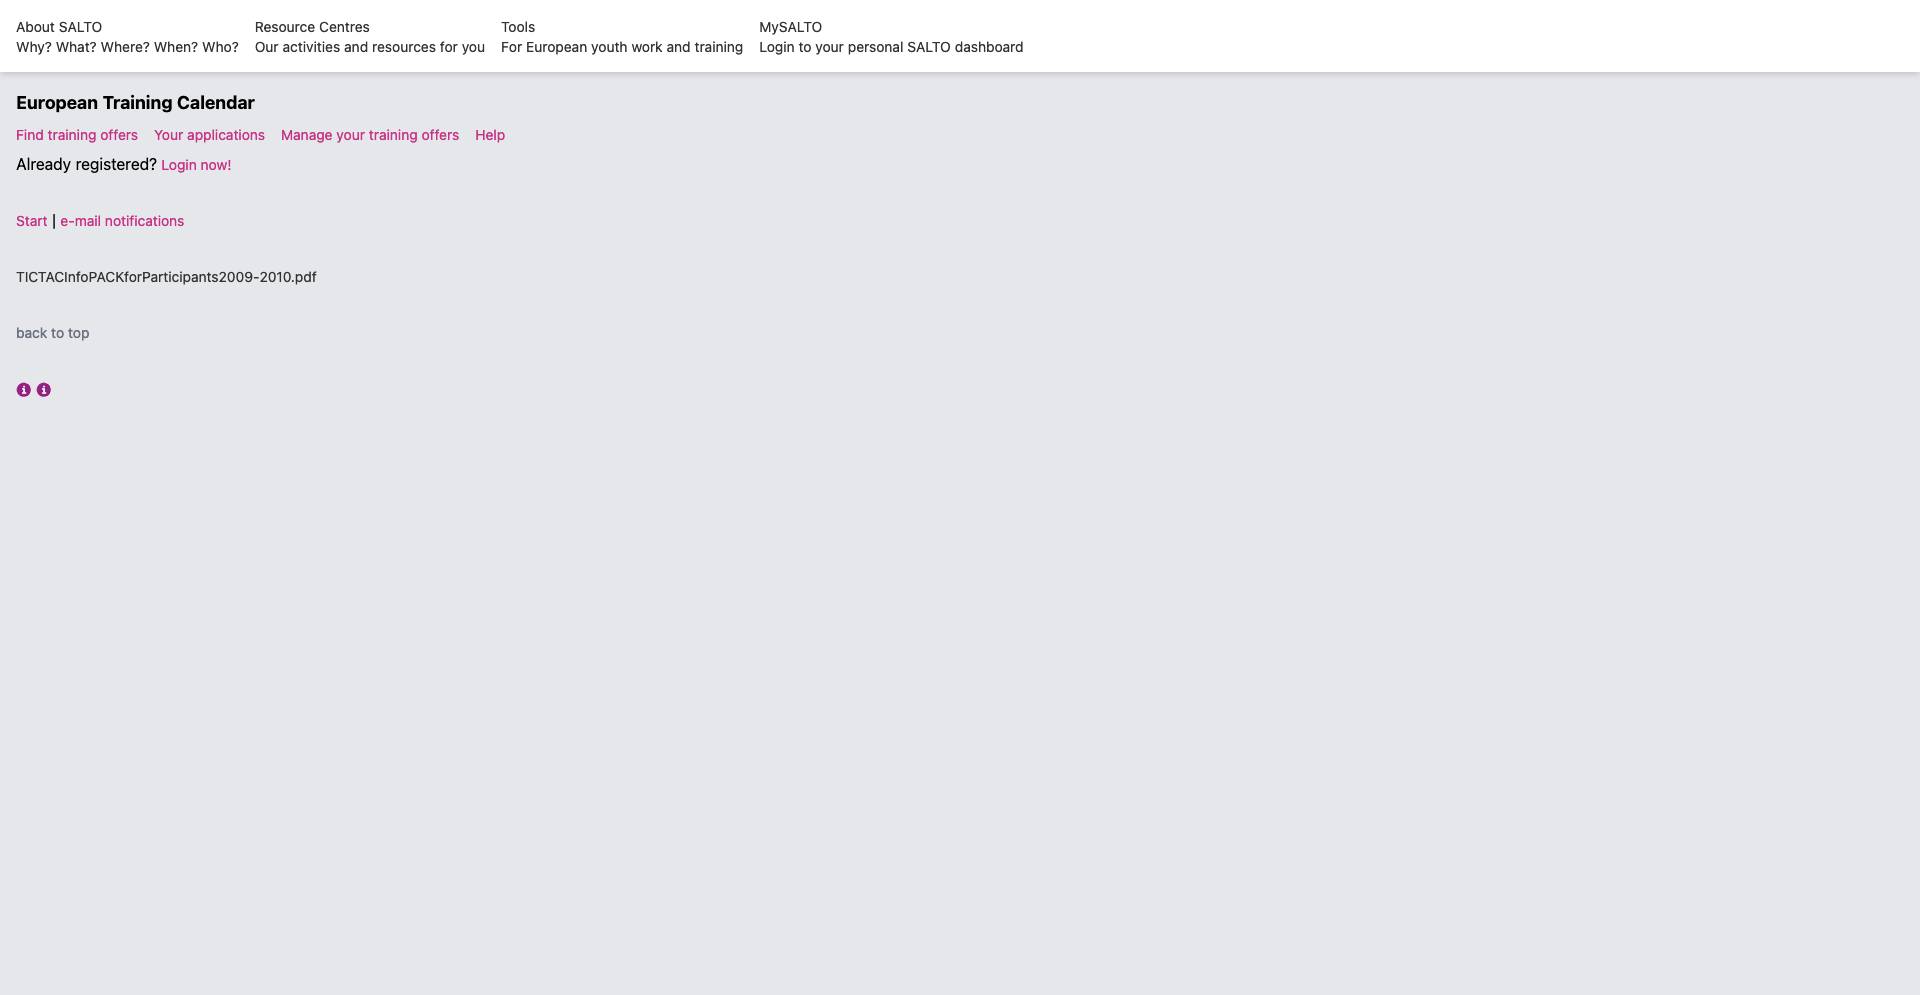 About SALTO
Why? What? Where? When? Who?
Resource Centres
Our activities and resources for you
Tools
For European youth work and training
MySALTO
Login to your personal SALTO dashboard
European Training Calendar
Find training offers Your applications Manage your training offers Help
Already registered? Login now!
Start | e-mail notifications
TICTACInfoPACKforParticipants2009-2010.pdf
back to top